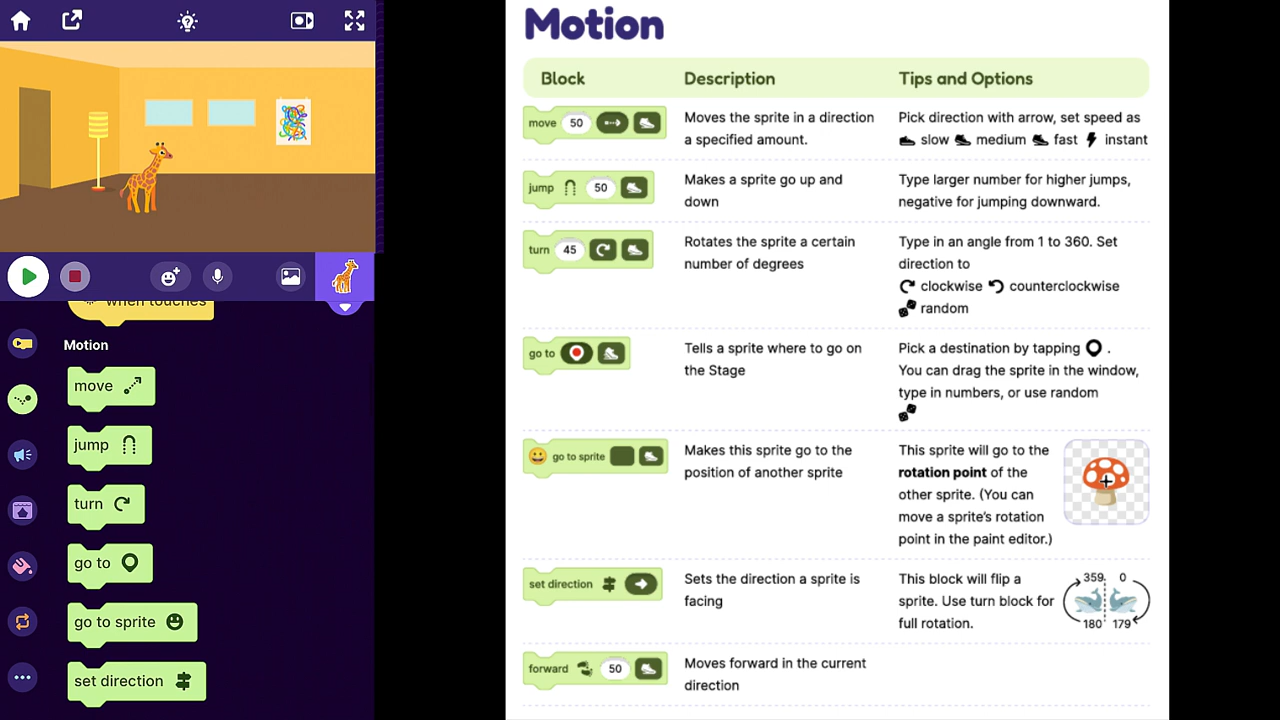 when touches
Motion
move
jump
turn
go to
go to sprite
set direction
Motion
Block Description Tips and Options
move 50 Moves the sprite in a direction Pick direction with arrow, set speed as
a specified amount. slow medium fast instant
jump 50 Makes a sprite go up and Type larger number for higher jumps,
down negative for jumping downward.
turn 45 Rotates the sprite a certain Type in an angle from 1 to 360. Set
number of degrees direction to
clockwise counterclockwise
random
go to Tells a sprite where to go on Pick a destination by tapping .
the Stage You can drag the sprite in the window,
type in numbers, or use random
go to sprite Makes this sprite go to the This sprite will go to the
position of another sprite rotation point of the
other sprite. (You can
move a sprite's rotation
point in the paint editor.)
set direction Sets the direction a sprite is This block will flip a 359 0
facing sprite. Use turn block for
full rotation. 180 179
forward 50 Moves forward in the current
direction